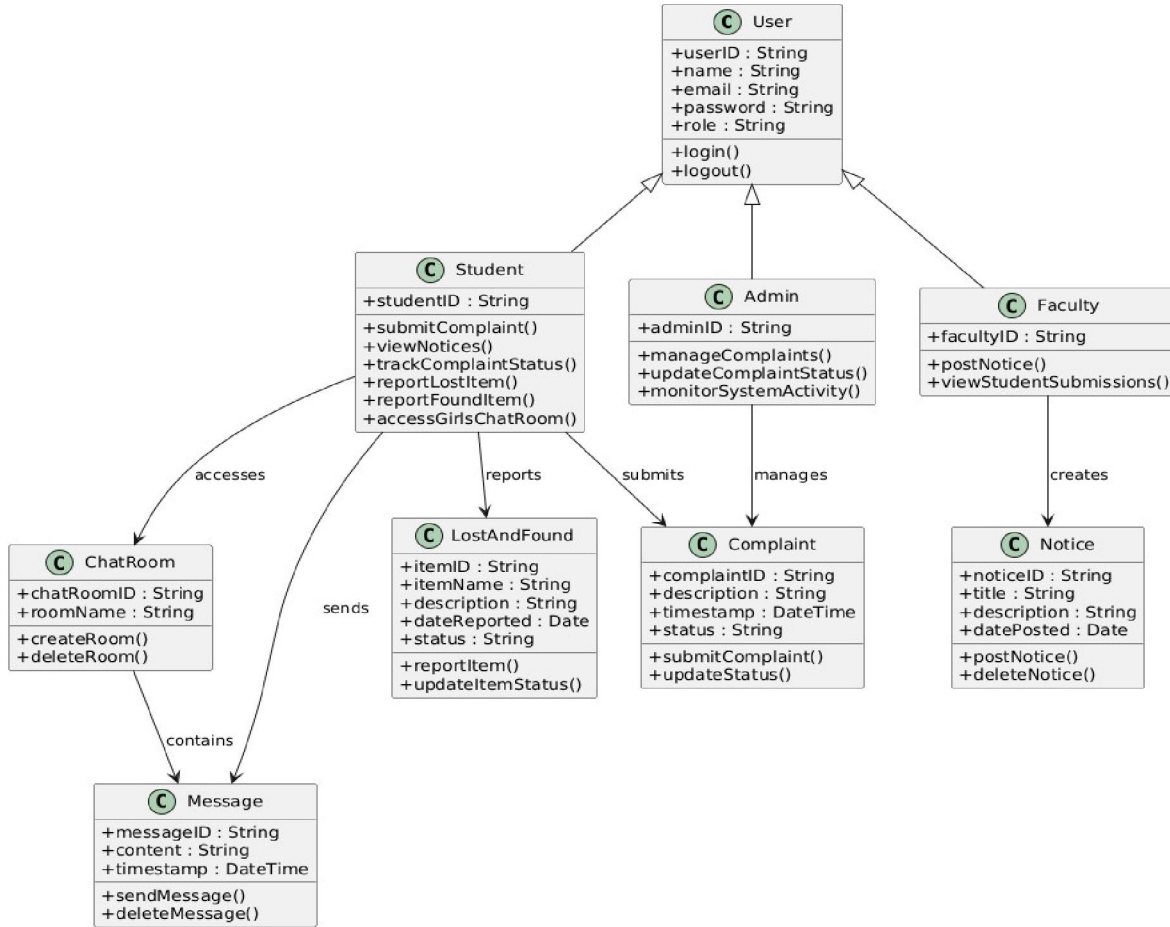 C User
+userID : String
+name : String
+email : String
+password : String
+role : String
+login()
+logout()
C Student
+studentID : String
+submitComplaint()
+viewNotices()
+trackComplaintStatus()
+reportLostItem()
+reportFoundItem()
+accessGirlsChatRoom()
C Admin
+adminID : String
+manageComplaints()
+updateComplaintStatus()
+monitorSystemActivity()
C Faculty
+facultyID : String
+postNotice()
+viewStudentSubmissions()
accesses
reports
submits
manages
creates
C ChatRoom
+chatRoomID : String
+roomName : String
+createRoom()
+deleteRoom()
sends
C LostAndFound
+itemID : String
+itemName : String
+description : String
+dateReported : Date
+status : String
+reportItem()
+updateItemStatus()
C Complaint
+complaintID : String
+description : String
+timestamp : DateTime
+status : String
+submitComplaint()
+updateStatus()
C Notice
+noticeID : String
+title : String
+description : String
+datePosted : Date
+postNotice()
+deleteNotice()
contains
C Message
+messageID : String
+content : String
+timestamp : DateTime
+sendMessage()
+deleteMessage()